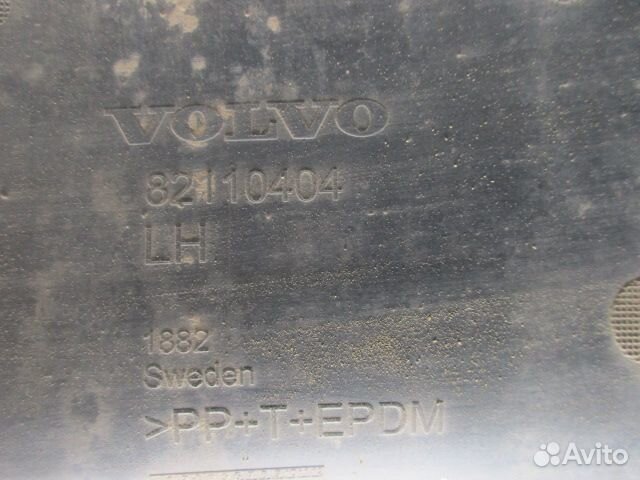 VOLVO
82110404
LH
1882
Sweden
>PP+T+EPDM
Avito